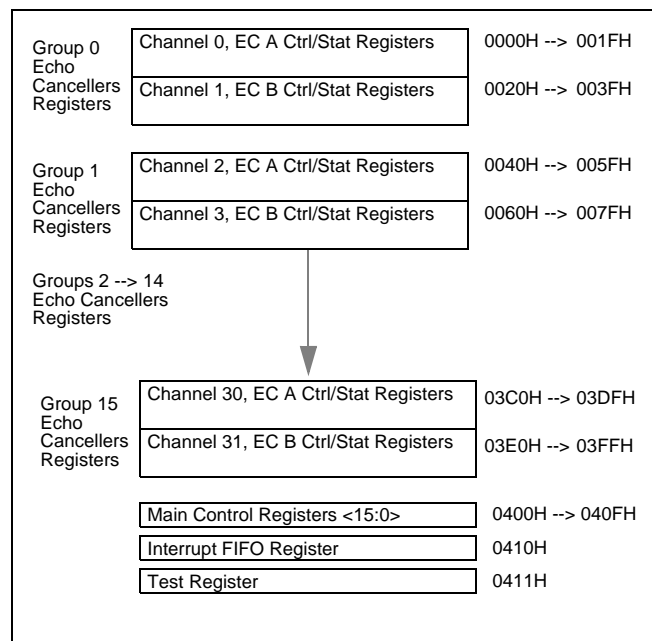 Group 0
Echo
Cancellers
Registers
Channel 0, EC A Ctrl/Stat Registers
0000H --> 001FH
Channel 1, EC B Ctrl/Stat Registers
0020H --> 003FH
Group 1
Echo
Cancellers
Registers
Channel 2, EC A Ctrl/Stat Registers
0040H --> 005FH
Channel 3, EC B Ctrl/Stat Registers
0060H --> 007FH
Groups 2 --> 14
Echo Cancellers
Registers
Group 15
Echo
Cancellers
Registers
Channel 30, EC A Ctrl/Stat Registers
03C0H --> 03DFH
Channel 31, EC B Ctrl/Stat Registers
03E0H --> 03FFH
Main Control Registers <15:0>
0400H --> 040FH
Interrupt FIFO Register
0410H
Test Register
0411H